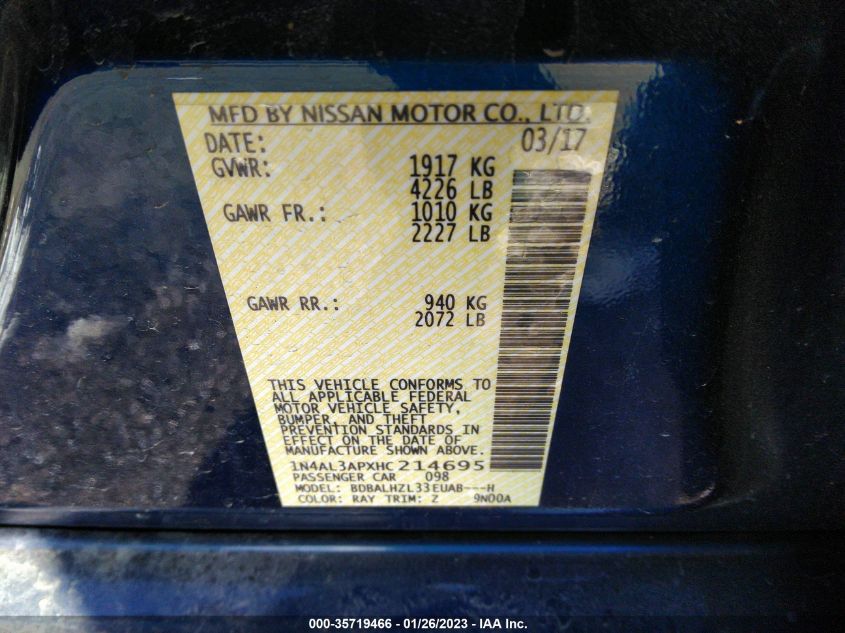 MFD BY NISSAN MOTOR CO., LTD.
DATE: 03/17
GVWR: 1917 KG
4226 LB
GAWR FR.: 1010 KG
2227 LB
GAWR RR.: 940 KG
2072 LB
THIS VEHICLE CONFORMS TO
ALL APPLICABLE FEDERAL
MOTOR VEHICLE SAFETY,
BUMPER, AND THEFT
PREVENTION STANDARDS IN
EFFECT ON THE DATE OF
MANUFACTURE SHOWN ABOVE.
1N4AL3APXHC214695
PASSENGER CAR 098
MODEL: BDBALHZL33EUAB---H
COLOR: RAY TRIM: Z 9N00A
000-35719466 - 01/26/2023 - IAA Inc.